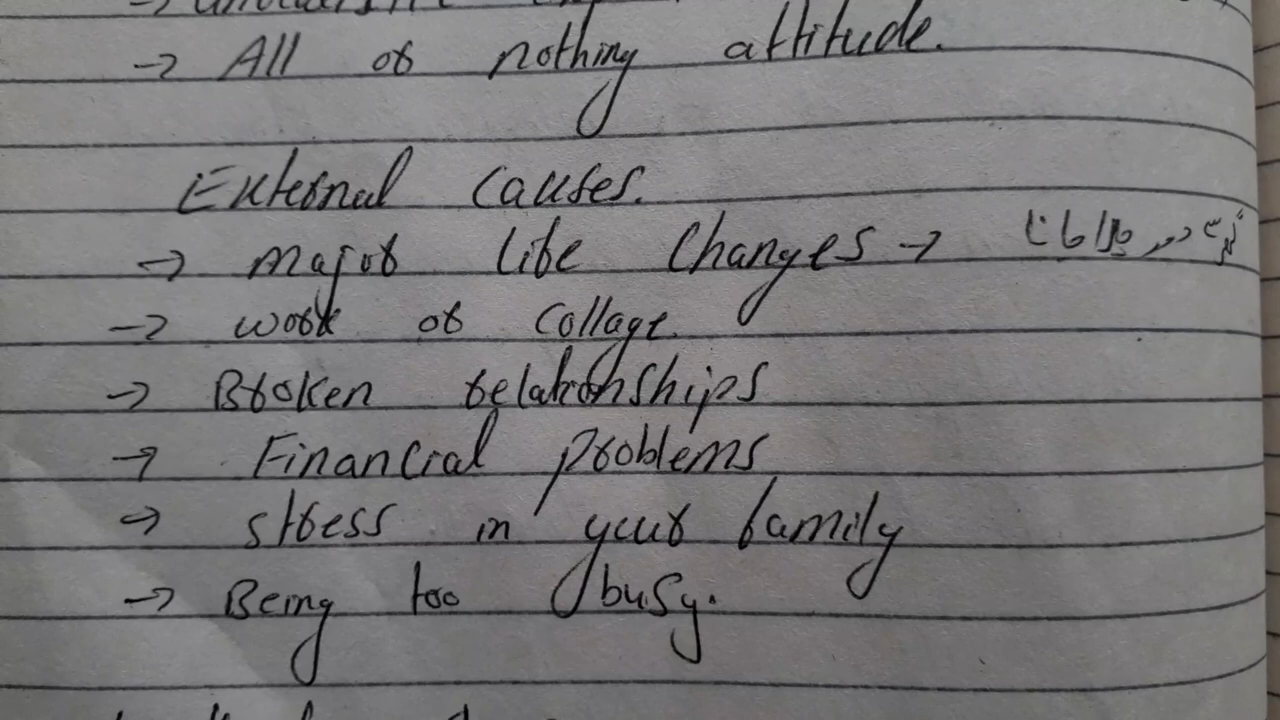 → All or nothing attitude.
External causes.
→ Major life changes →
→ work or collage.
→ Broken relationships
→ Financial problems
→ stress in your family
→ Being too busy.